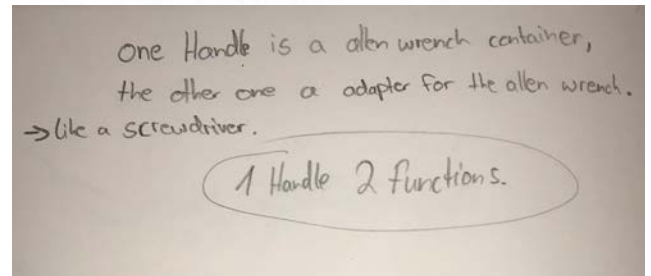 one Handle is a allen wrench container,
the other one a adapter for the allen wrench.
→ like a screwdriver.
1 Handle 2 functions.